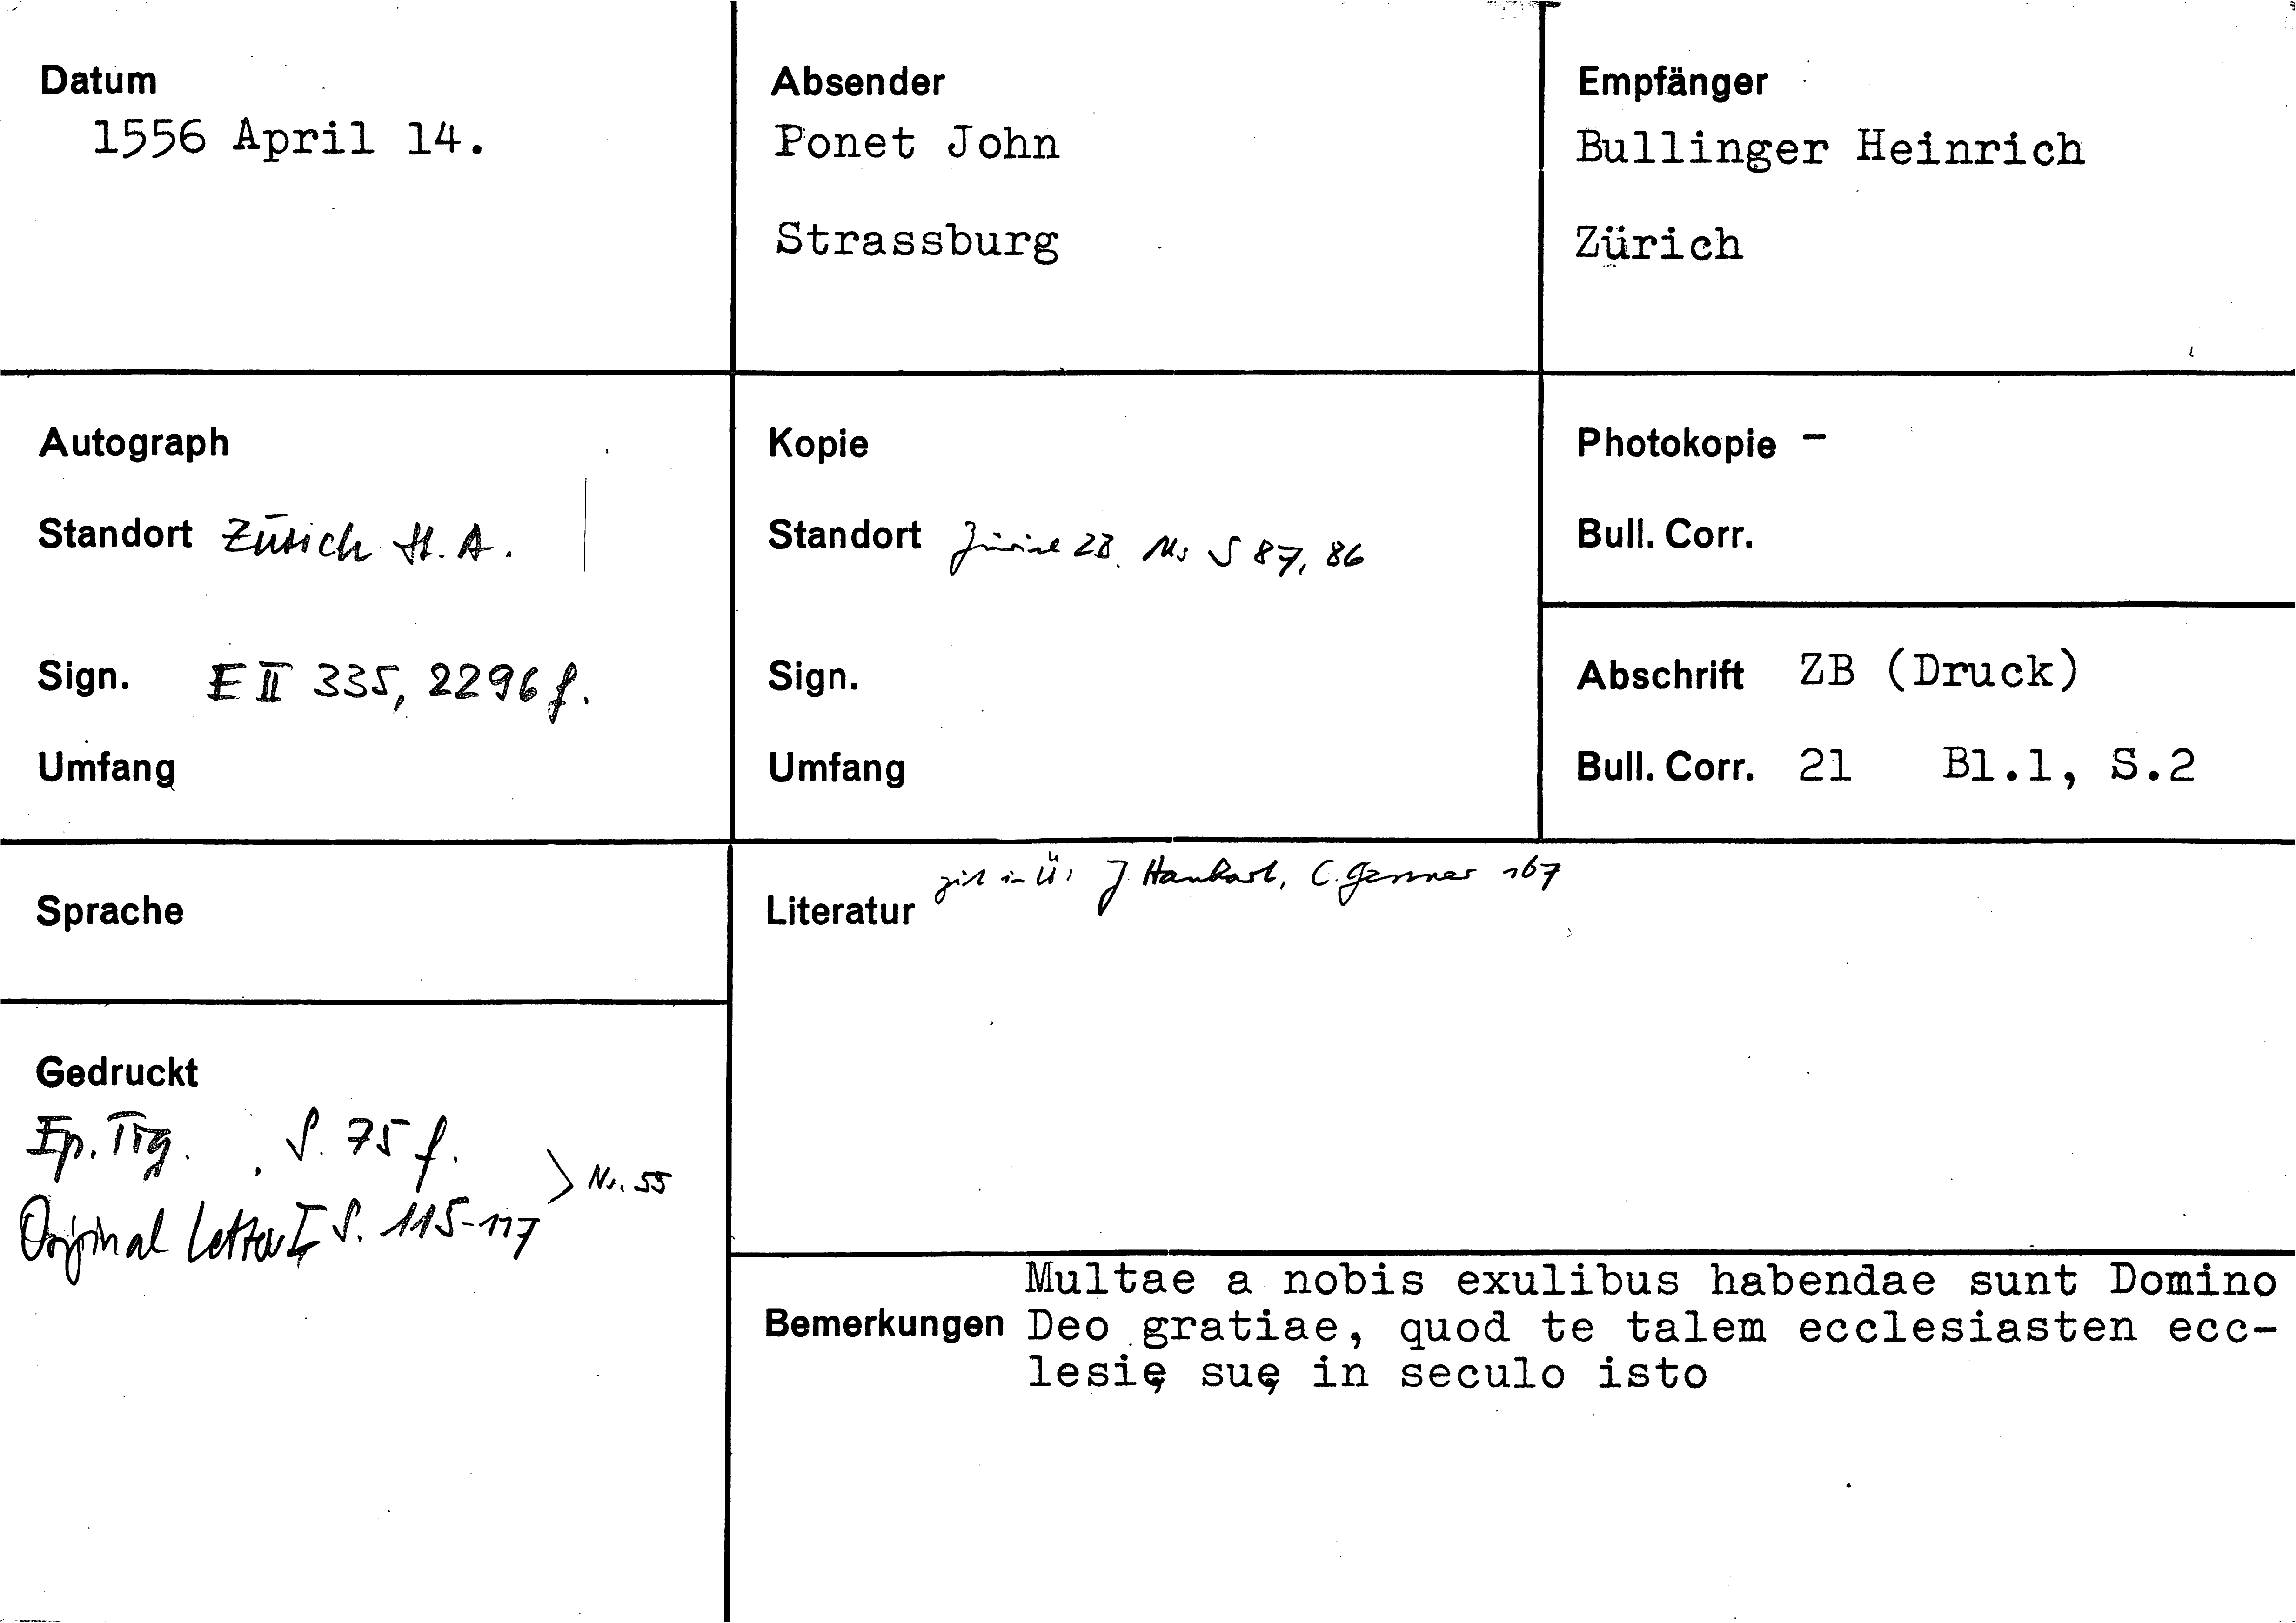 Datum
1556 April 14.
Absender
Ponet John
Strassburg
Empfänger
Bullinger Heinrich
Zürich
Autograph
Standort Zürich St. A.
Sign. E II 335, 2296 f.
Umfang
Kopie
Standort Zürich ZB. Ms S 87, 86
Sign.
Umfang
Photokopie -
Bull. Corr.
Abschrift ZB (Druck)
Bull. Corr. 21 Bl.1, S.2
Sprache
Literatur zit in Ü: J Hanhart, C. Gessner 167
Gedruckt
Ep. Tig. S. 75 f.
Original Letters I S. 115-117
Nr. 55
Bemerkungen
Multae a nobis exulibus habendae sunt Domino
Deo gratiae, quod te talem ecclesiasten ecc-
lesię suę in seculo isto